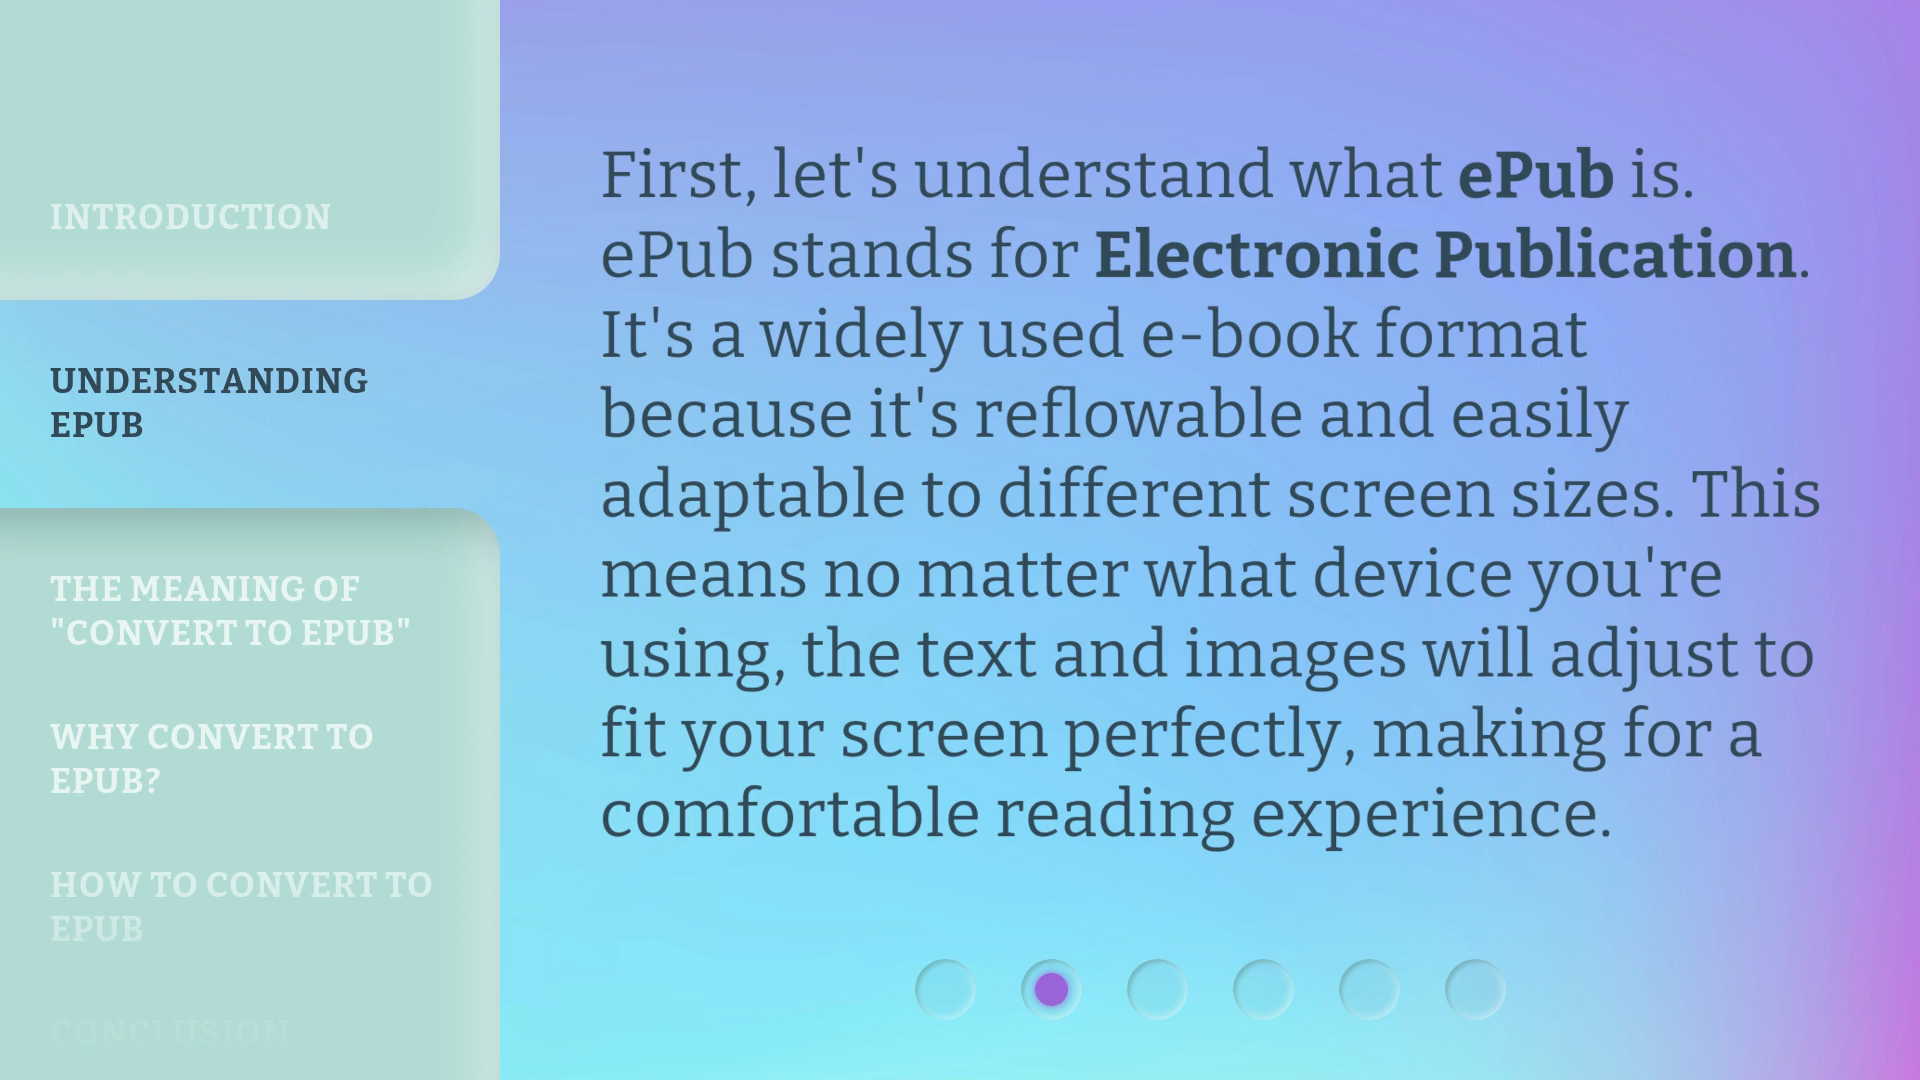 INTRODUCTION
UNDERSTANDING
EPUB
THE MEANING OF
"CONVERT TO EPUB"
WHY CONVERT TO
EPUB?
HOW TO CONVERT TO
EPUB
CONCLUSION
First, let's understand what ePub is.
ePub stands for Electronic Publication.
It's a widely used e-book format
because it's reflowable and easily
adaptable to different screen sizes. This
means no matter what device you're
using, the text and images will adjust to
fit your screen perfectly, making for a
comfortable reading experience.